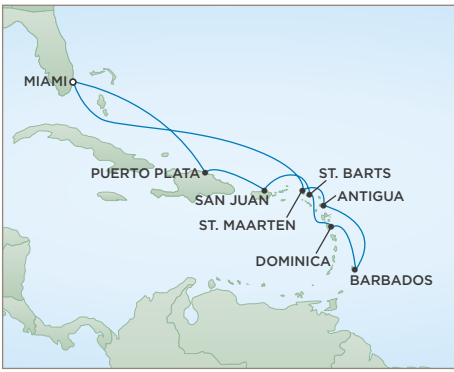 MIAMI
PUERTO PLATA
ST. BARTS
SAN JUAN
ANTIGUA
ST. MAARTEN
DOMINICA
BARBADOS